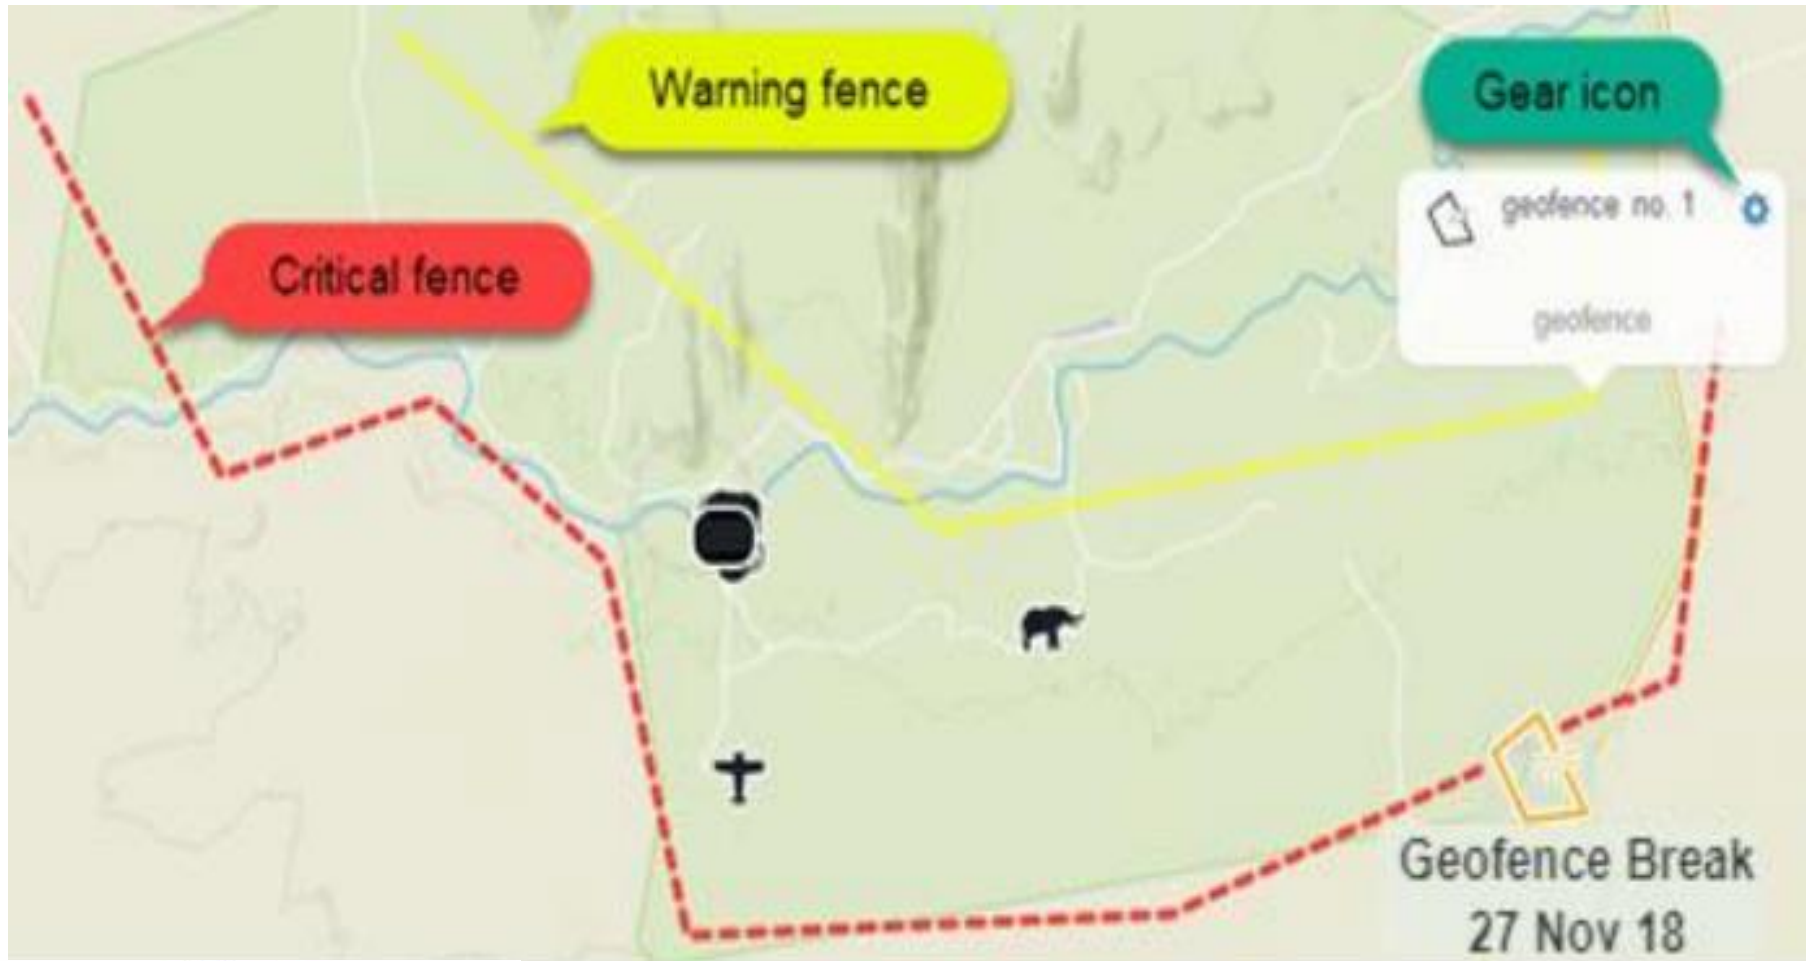 Warning fence
Gear icon
geofence no. 1
Critical fence
geofence
Geofence Break
27 Nov 18